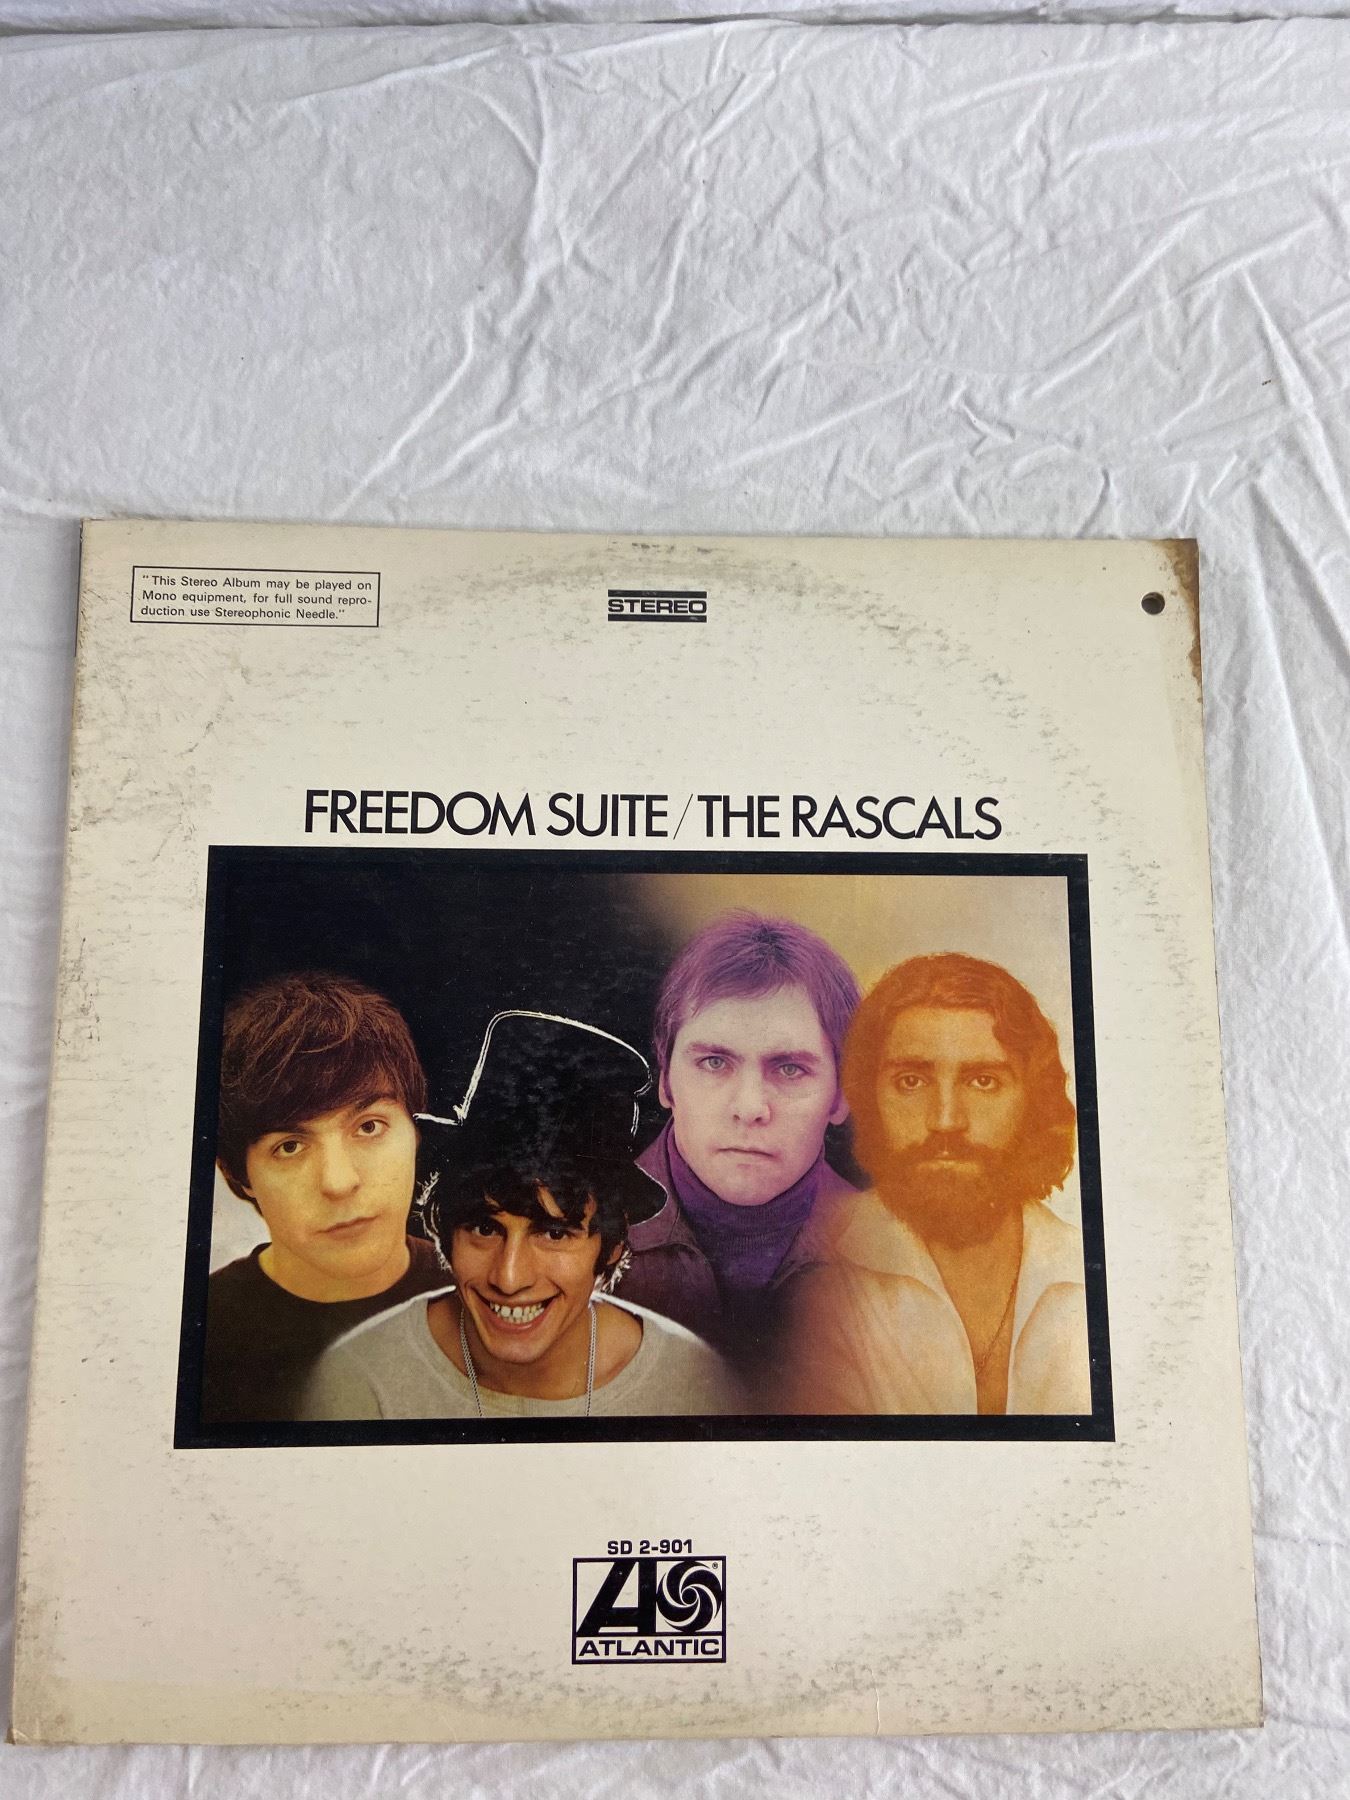 "This Stereo Album may be played on
Mono equipment, for full sound repro-
duction use Stereophonic Needle."
STEREO
FREEDOM SUITE/THE RASCALS
SD 2-901
®
ATLANTIC